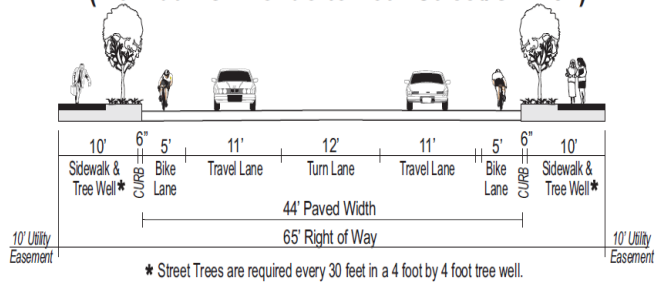 10' 6" 5' 11' 12' 11' 5' 6" 10'
Sidewalk & Tree Well* CURB Bike Lane Travel Lane Turn Lane Travel Lane Bike Lane CURB Sidewalk & Tree Well*
44' Paved Width
65' Right of Way
10' Utility Easement
10' Utility Easement
* Street Trees are required every 30 feet in a 4 foot by 4 foot tree well.